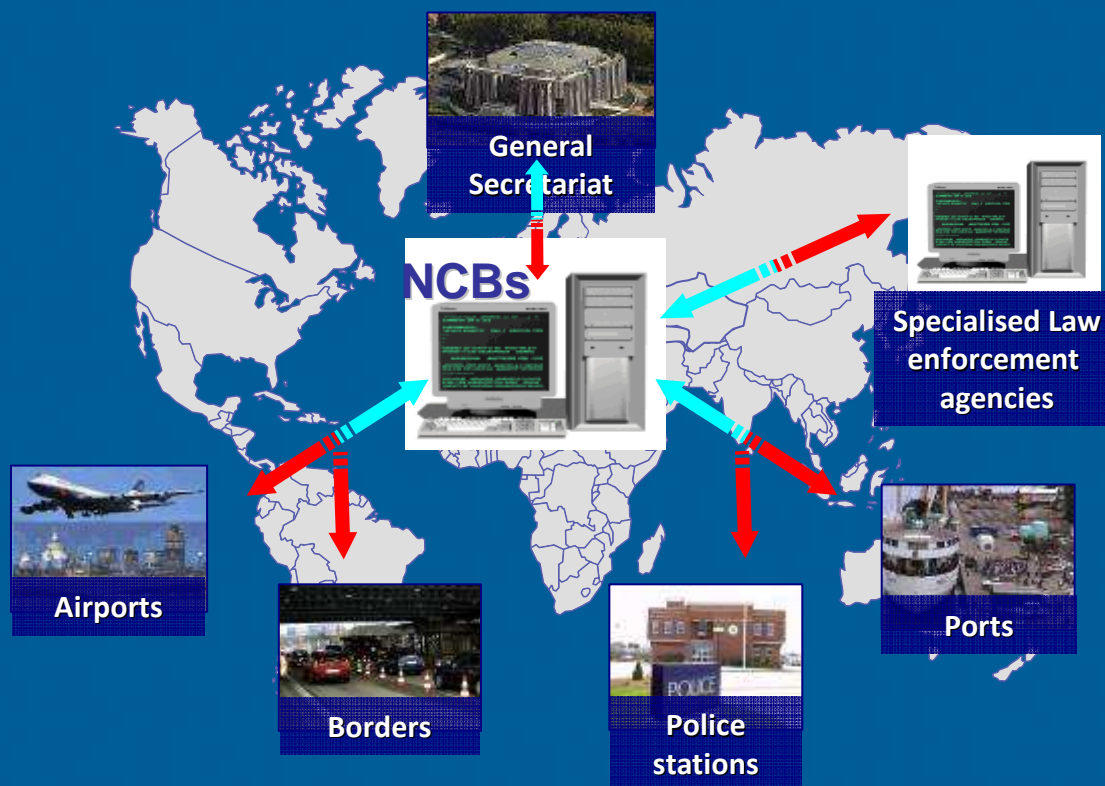 General
Secretariat
NCBs
Specialised Law
enforcement
agencies
Airports
Borders
POLICE
Police
stations
Ports